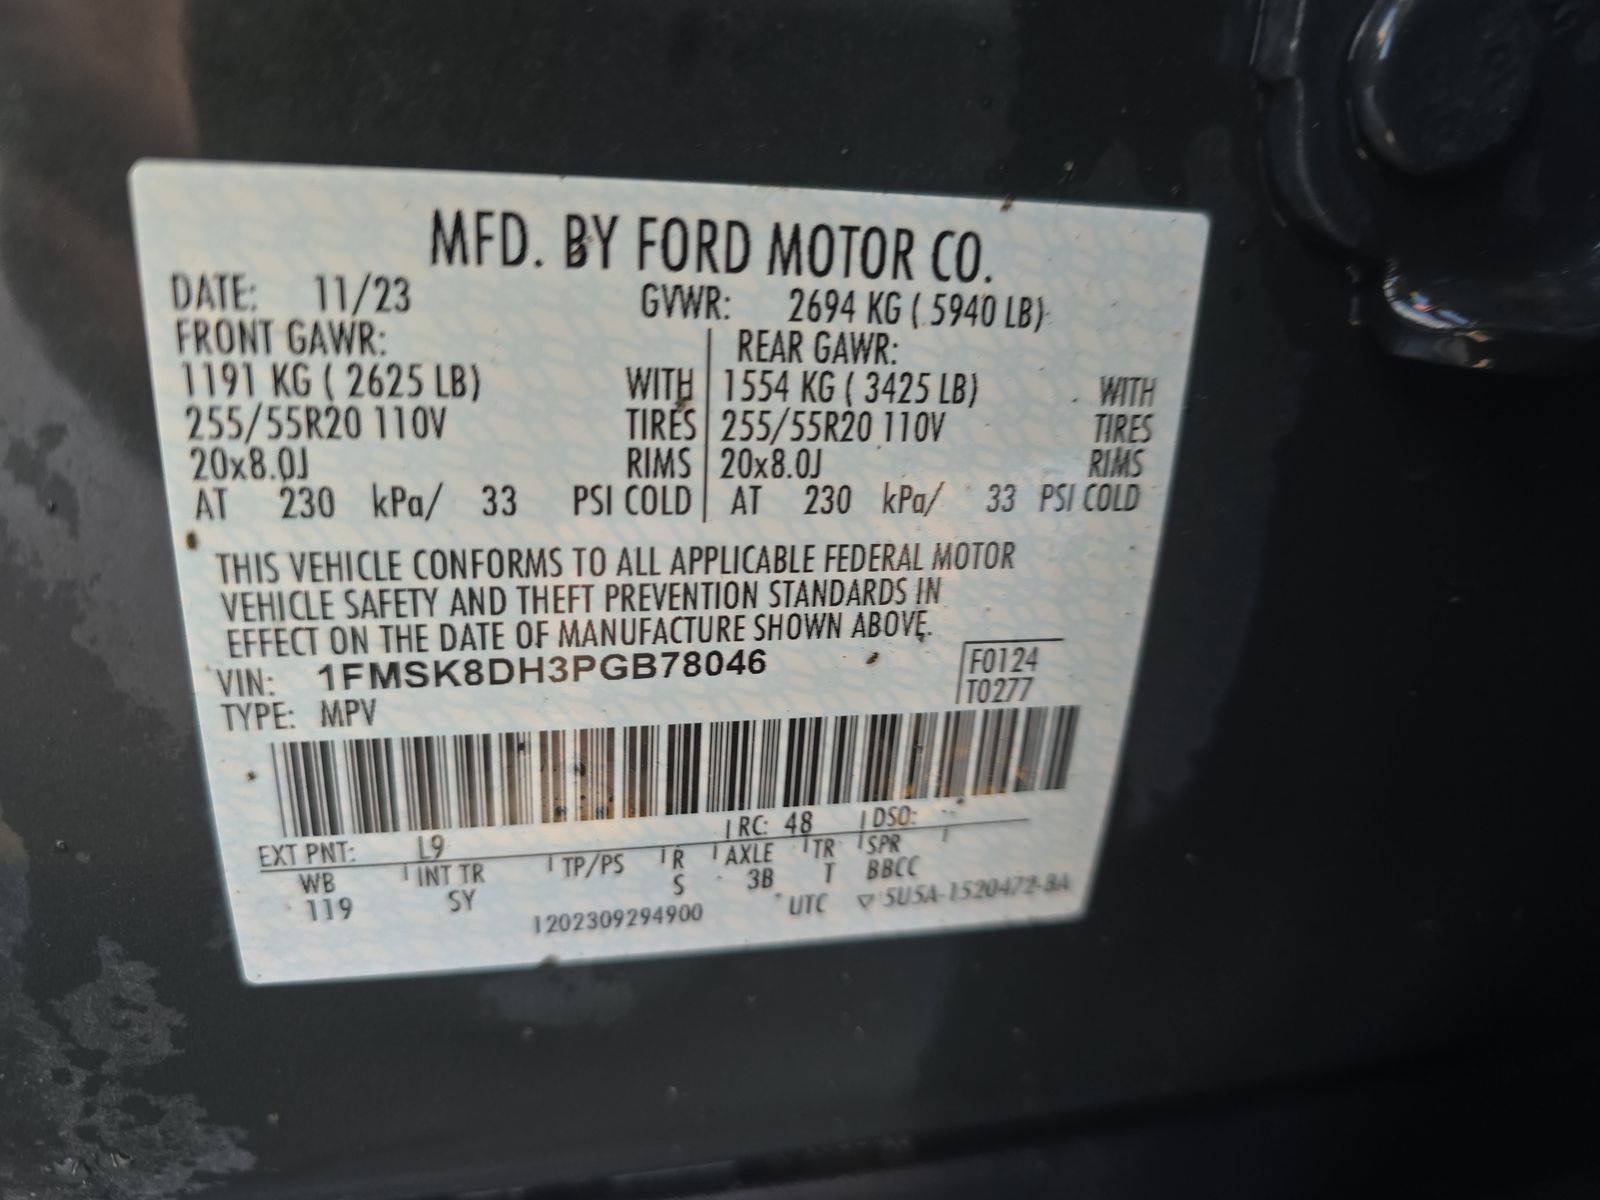 MFD. BY FORD MOTOR CO.
DATE: 11/23 GVWR: 2694 KG ( 5940 LB)
FRONT GAWR: REAR GAWR:
1191 KG ( 2625 LB) WITH 1554 KG ( 3425 LB) WITH
255/55R20 110V TIRES 255/55R20 110V TIRES
20x8.0J RIMS 20x8.0J RIMS
AT 230 kPa/ 33 PSI COLD AT 230 kPa/ 33 PSI COLD
THIS VEHICLE CONFORMS TO ALL APPLICABLE FEDERAL MOTOR
VEHICLE SAFETY AND THEFT PREVENTION STANDARDS IN
EFFECT ON THE DATE OF MANUFACTURE SHOWN ABOVE.
VIN: 1FMSK8DH3PGB78046 F0124
TYPE: MPV T0277
EXT PNT: L9 RC: 48 DSO:
WB INT TR TP/PS R AXLE TR SPR
119 SY S 3B T BBCC
1202309294900 UTC ▽ 5U5A-1520472-BA